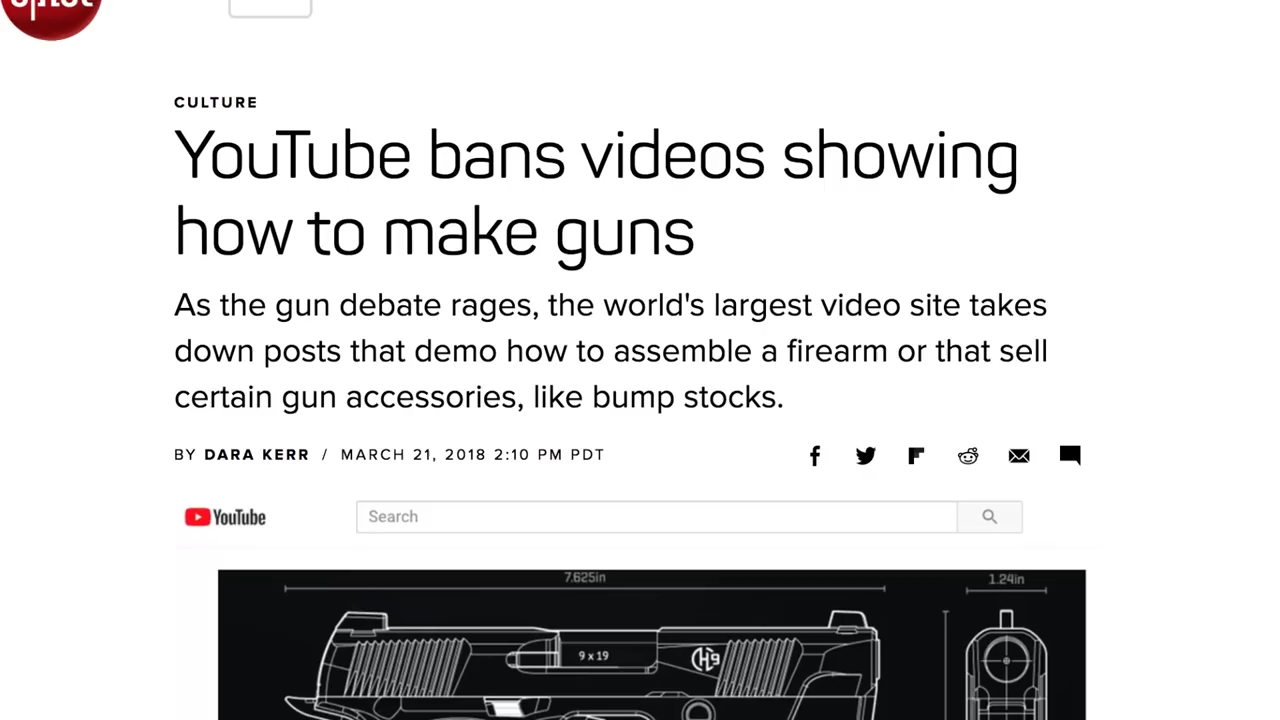 CULTURE
YouTube bans videos showing
how to make guns
As the gun debate rages, the world's largest video site takes
down posts that demo how to assemble a firearm or that sell
certain gun accessories, like bump stocks.
BY DARA KERR / MARCH 21, 2018 2:10 PM PDT
YouTube
Search
7.625in
1.24in
9 x 19